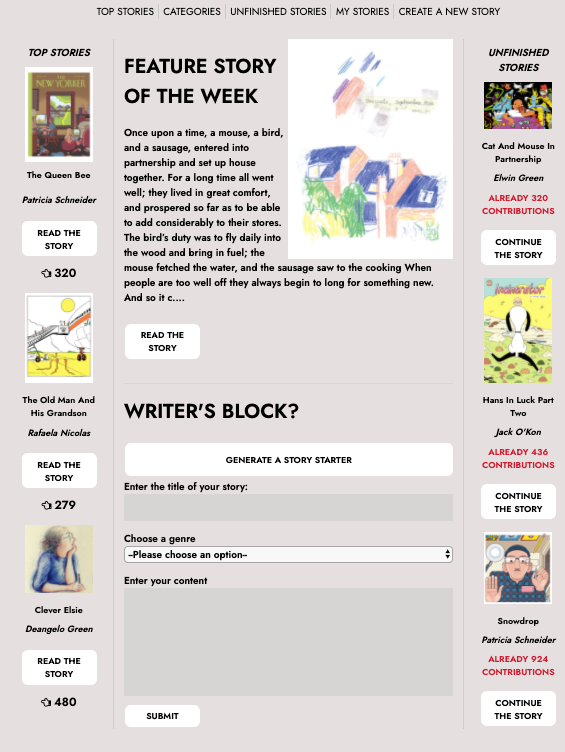 TOP STORIES CATEGORIES UNFINISHED STORIES MY STORIES CREATE A NEW STORY
TOP STORIES
NEW YORKER
The Queen Bee
Patricia Schneider
READ THE
STORY
320
The Old Man And
His Grandson
Rafaela Nicolas
READ THE
STORY
279
Clever Elsie
Deangelo Green
READ THE
STORY
480
FEATURE STORY
OF THE WEEK
Once upon a time, a mouse, a bird,
and a sausage, entered into
partnership and set up house
together. For a long time all went
well; they lived in great comfort,
and prospered so far as to be able
to add considerably to their stores.
The bird's duty was to fly daily into
the wood and bring in fuel; the
mouse fetched the water, and the sausage saw to the cooking When
people are too well off they always begin to long for something new.
And so it c....
READ THE
STORY
WRITER'S BLOCK?
GENERATE A STORY STARTER
Enter the title of your story:
Choose a genre
--Please choose an option--
Enter your content
SUBMIT
UNFINISHED
STORIES
Cat And Mouse In
Partnership
Elwin Green
ALREADY 320
CONTRIBUTIONS
CONTINUE
THE STORY
Incinerator
Hans In Luck Part
Two
Jack O'Kon
ALREADY 436
CONTRIBUTIONS
CONTINUE
THE STORY
Snowdrop
Patricia Schneider
ALREADY 924
CONTRIBUTIONS
CONTINUE
THE STORY